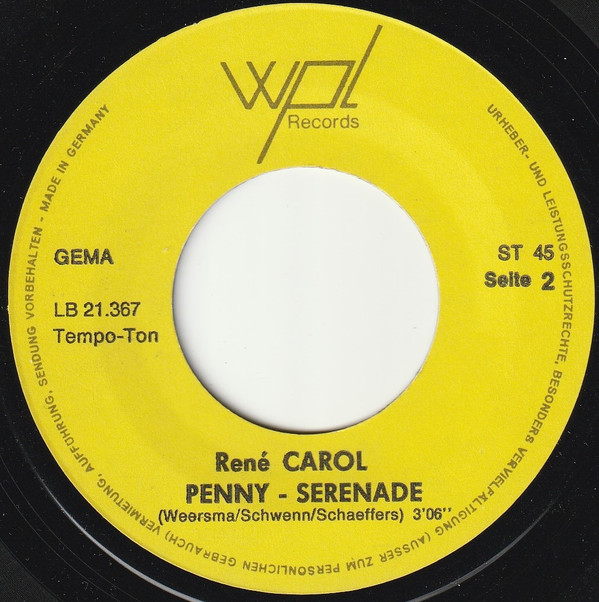 wpl
Records
GEMA
LB 21.367
Tempo-Ton
ST 45
Seite 2
René CAROL
PENNY - SERENADE
(Weersma/Schwenn/Schaeffers) 3'06''
URHEBER- UND LEISTUNGSSCHUTZRECHTE, BESONDERS VERVIELFÄLTIGUNG (AUSSER ZUM PERSÖNLICHEN GEBRAUCH) VERMIETUNG, AUFFÜHRUNG, SENDUNG VORBEHALTEN - MADE IN GERMANY